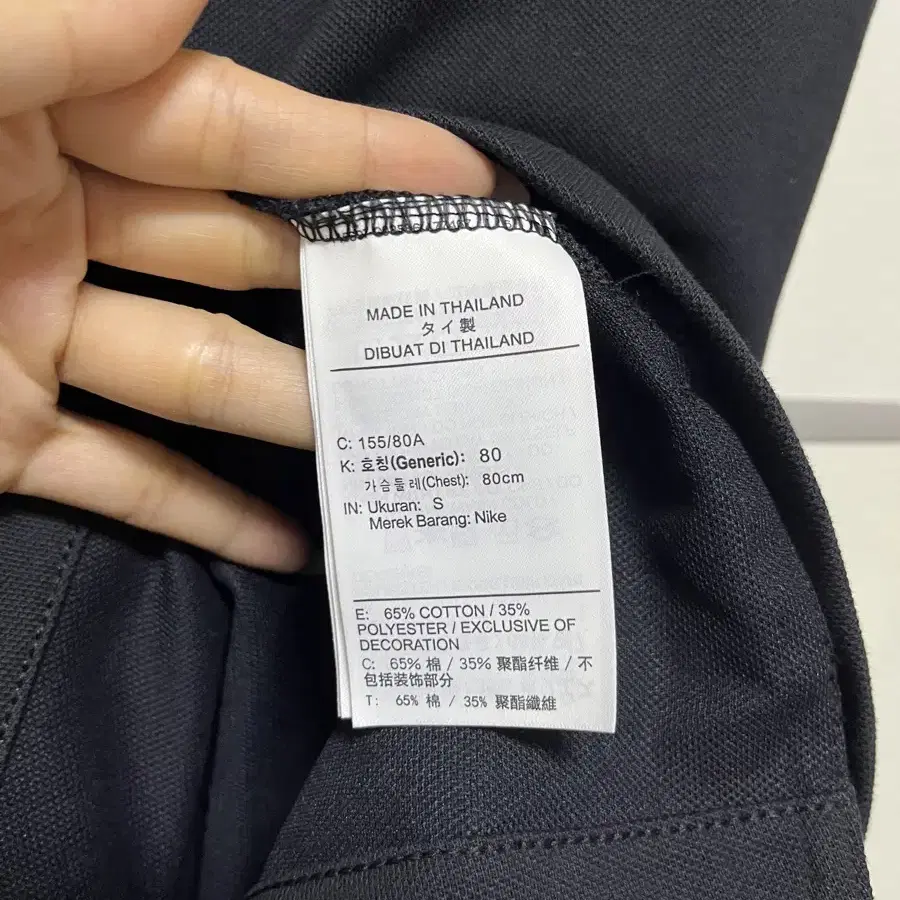 MADE IN THAILAND
タイ製
DIBUAT DI THAILAND
C: 155/80A
K: 호칭(Generic): 80
가슴둘레(Chest): 80cm
IN: Ukuran: S
Merek Barang: Nike
E: 65% COTTON / 35%
POLYESTER / EXCLUSIVE OF
DECORATION
C: 65% 棉 / 35% 聚酯纤维 / 不
包括装饰部分
T: 65% 棉 / 35% 聚酯纖維